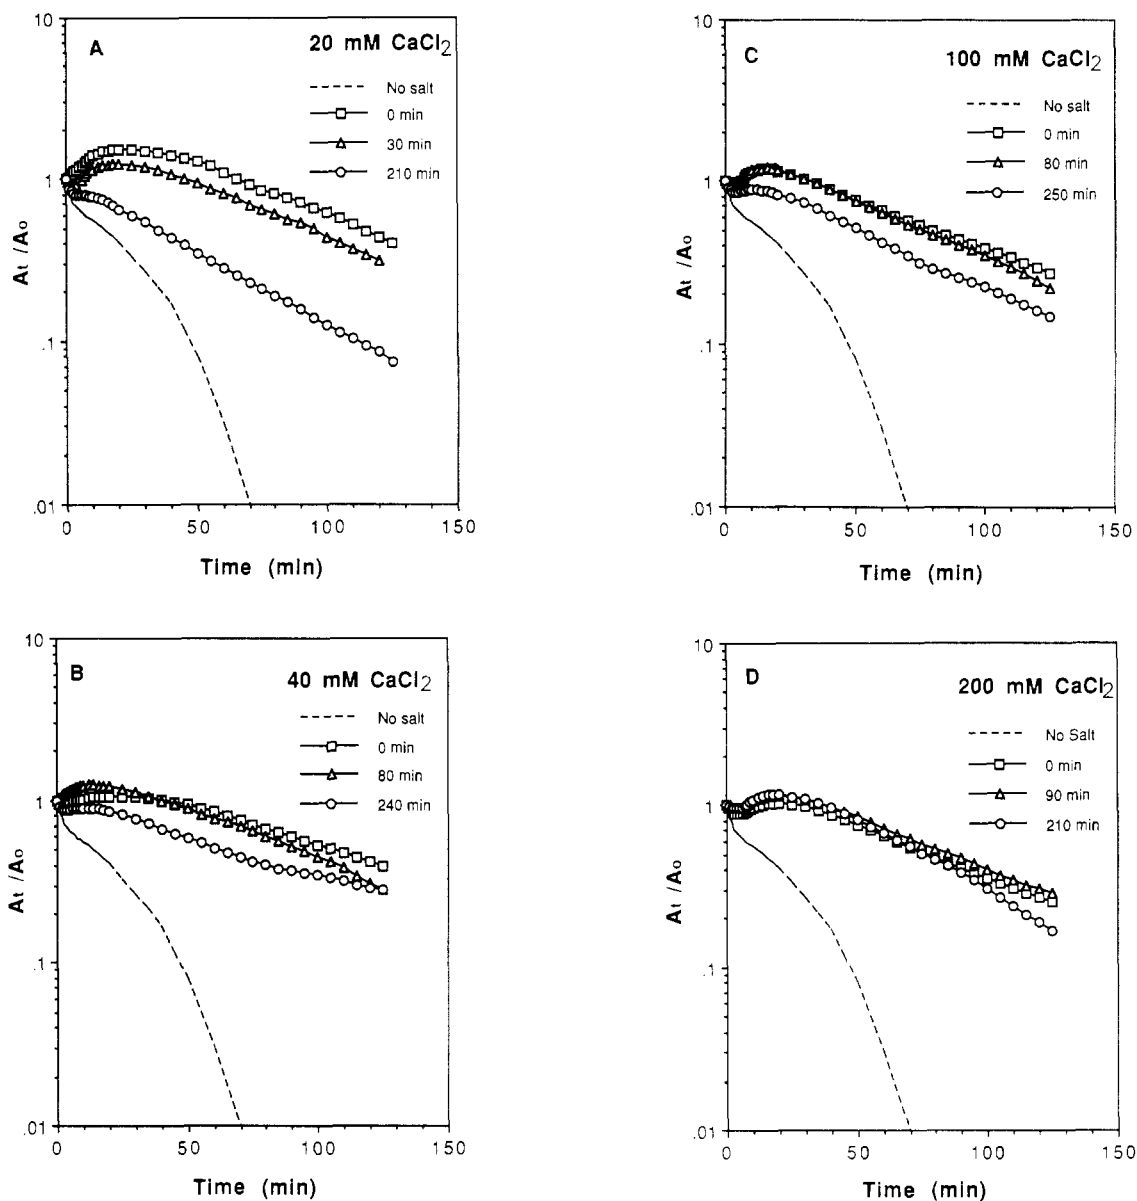 A
20 mM CaCl2
No salt
0 min
30 min
210 min
10
1
.1
.01
At /Ao
0
50
100
150
Time (min)
C
100 mM CaCl2
No salt
0 min
80 min
250 min
10
1
.1
.01
At /Ao
0
50
100
150
Time (min)
B
40 mM CaCl2
No salt
0 min
80 min
240 min
10
1
.1
.01
At /Ao
0
50
100
150
Time (min)
D
200 mM CaCl2
No Salt
0 min
90 min
210 min
10
1
.1
.01
At /Ao
0
50
100
150
Time (min)